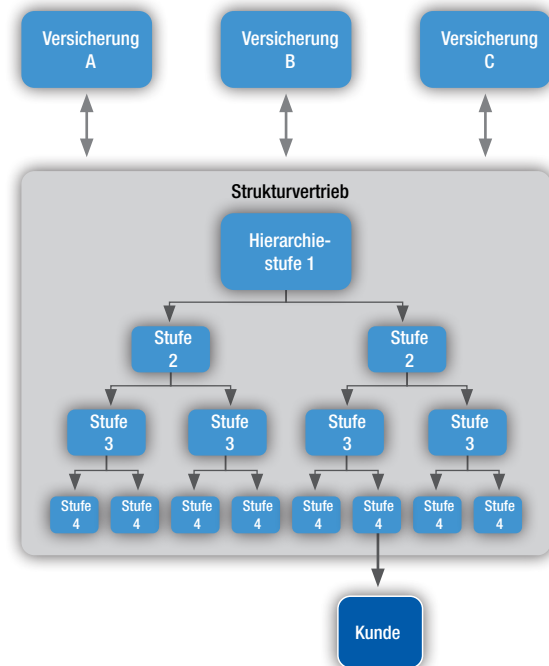 Versicherung
A
Versicherung
B
Versicherung
C
Strukturvertrieb
Hierarchie-
stufe 1
Stufe
2
Stufe
2
Stufe
3
Stufe
3
Stufe
3
Stufe
3
Stufe
4
Stufe
4
Stufe
4
Stufe
4
Stufe
4
Stufe
4
Stufe
4
Stufe
4
Kunde